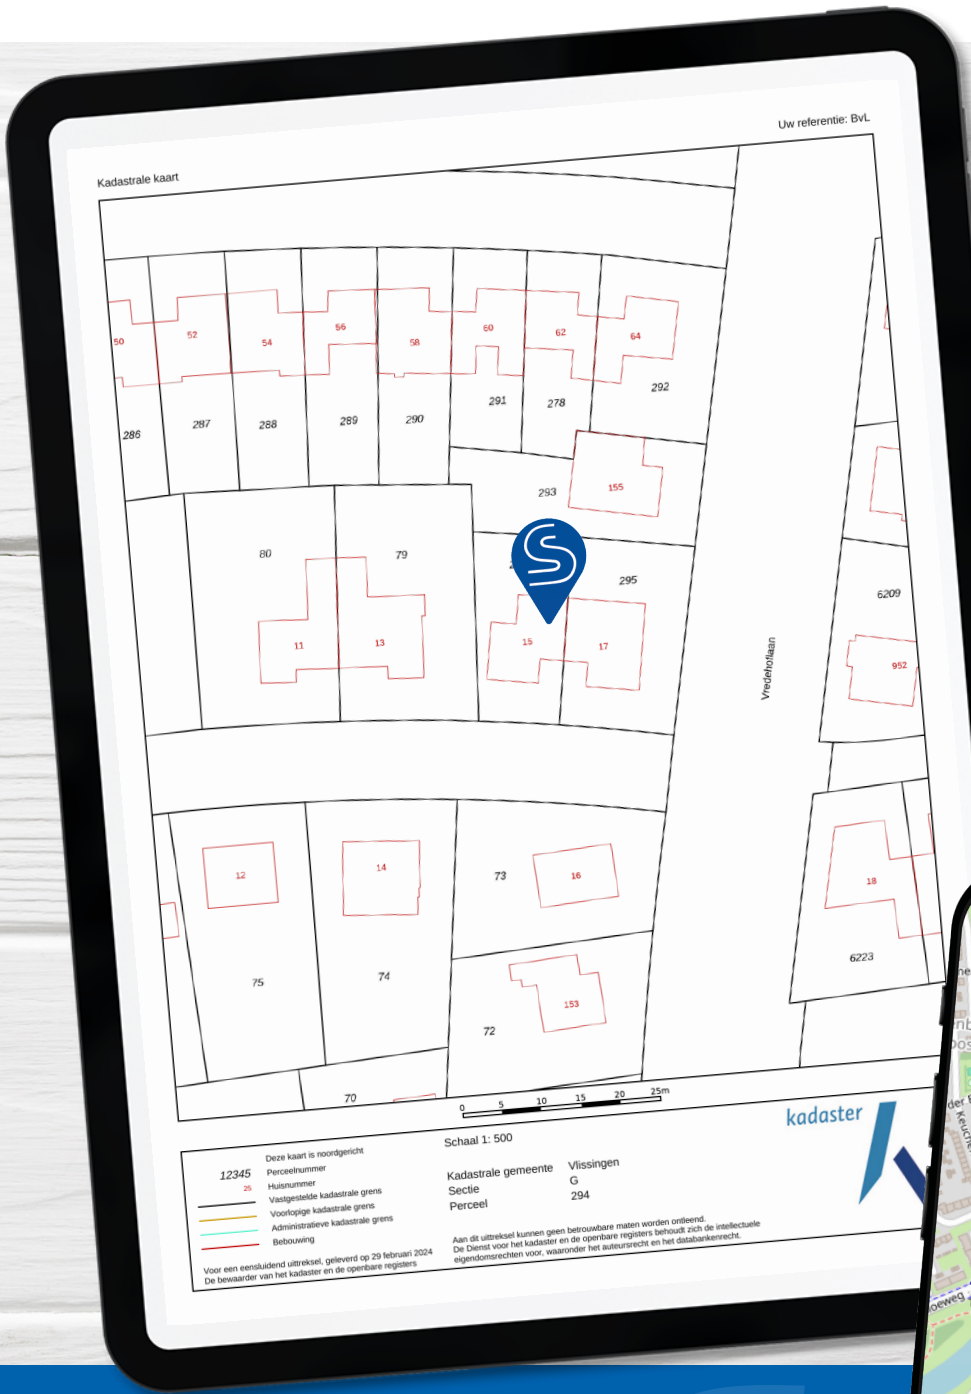 Uw referentie: BvL
Kadastrale kaart
50
52
54
56
58
60
62
64
286
287
288
289
290
291
278
292
293
155
80
79
295
11
13
15
17
6209
952
Vredehoflaan
12
14
73
16
18
75
74
72
153
6223
70
0 5 10 15 20 25m
12345
25
Deze kaart is noordgericht
Perceelnummer
Huisnummer
Vastgestelde kadastrale grens
Voorlopige kadastrale grens
Administratieve kadastrale grens
Bebouwing
Voor een eensluidend uittreksel, geleverd op 29 februari 2024
De bewaarder van het kadaster en de openbare registers
Schaal 1: 500
Kadastrale gemeente Vlissingen
Sectie G
Perceel 294
Aan dit uittreksel kunnen geen betrouwbare maten worden ontleend.
De Dienst voor het kadaster en de openbare registers behoudt zich de intellectuele
eigendomsrechten voor, waaronder het auteursrecht en het databankenrecht.
kadaster